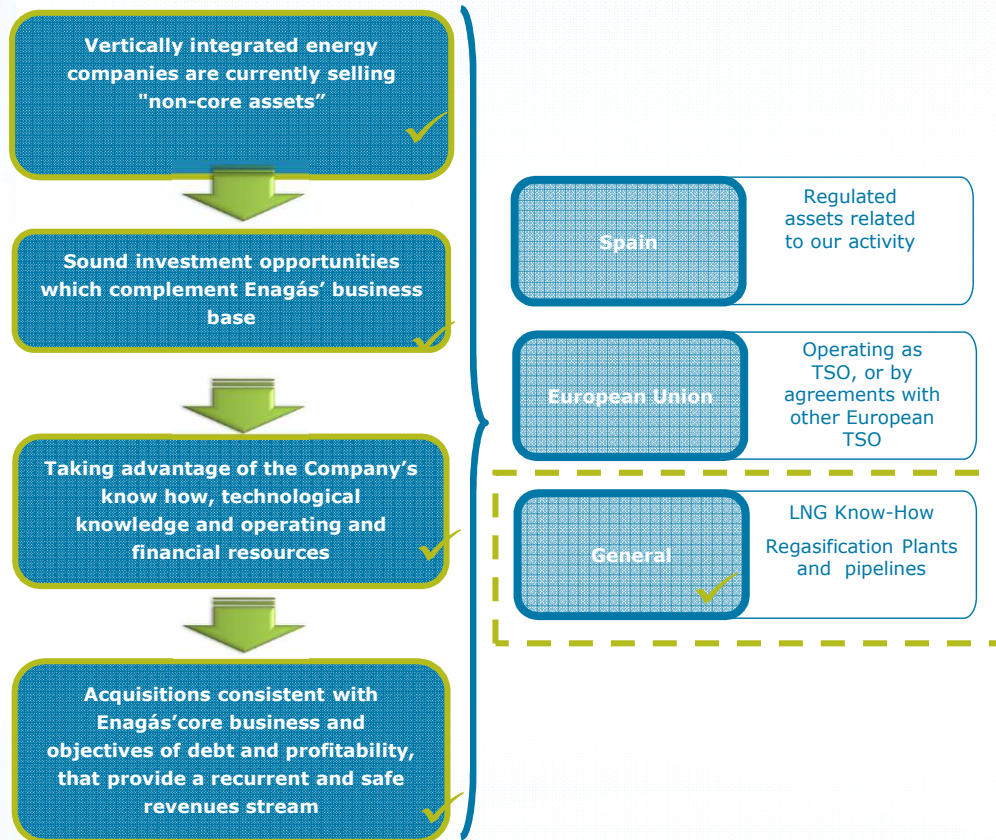 Vertically integrated energy
companies are currently selling
"non-core assets”
Sound investment opportunities
which complement Enagás’ business
base
Taking advantage of the Company’s
know how, technological
knowledge and operating and
financial resources
Acquisitions consistent with
Enagás’core business and
objectives of debt and profitability,
that provide a recurrent and safe
revenues stream
Spain
Regulated
assets related
to our activity
European Union
Operating as
TSO, or by
agreements with
other European
TSO
General
LNG Know-How
Regasification Plants
and pipelines